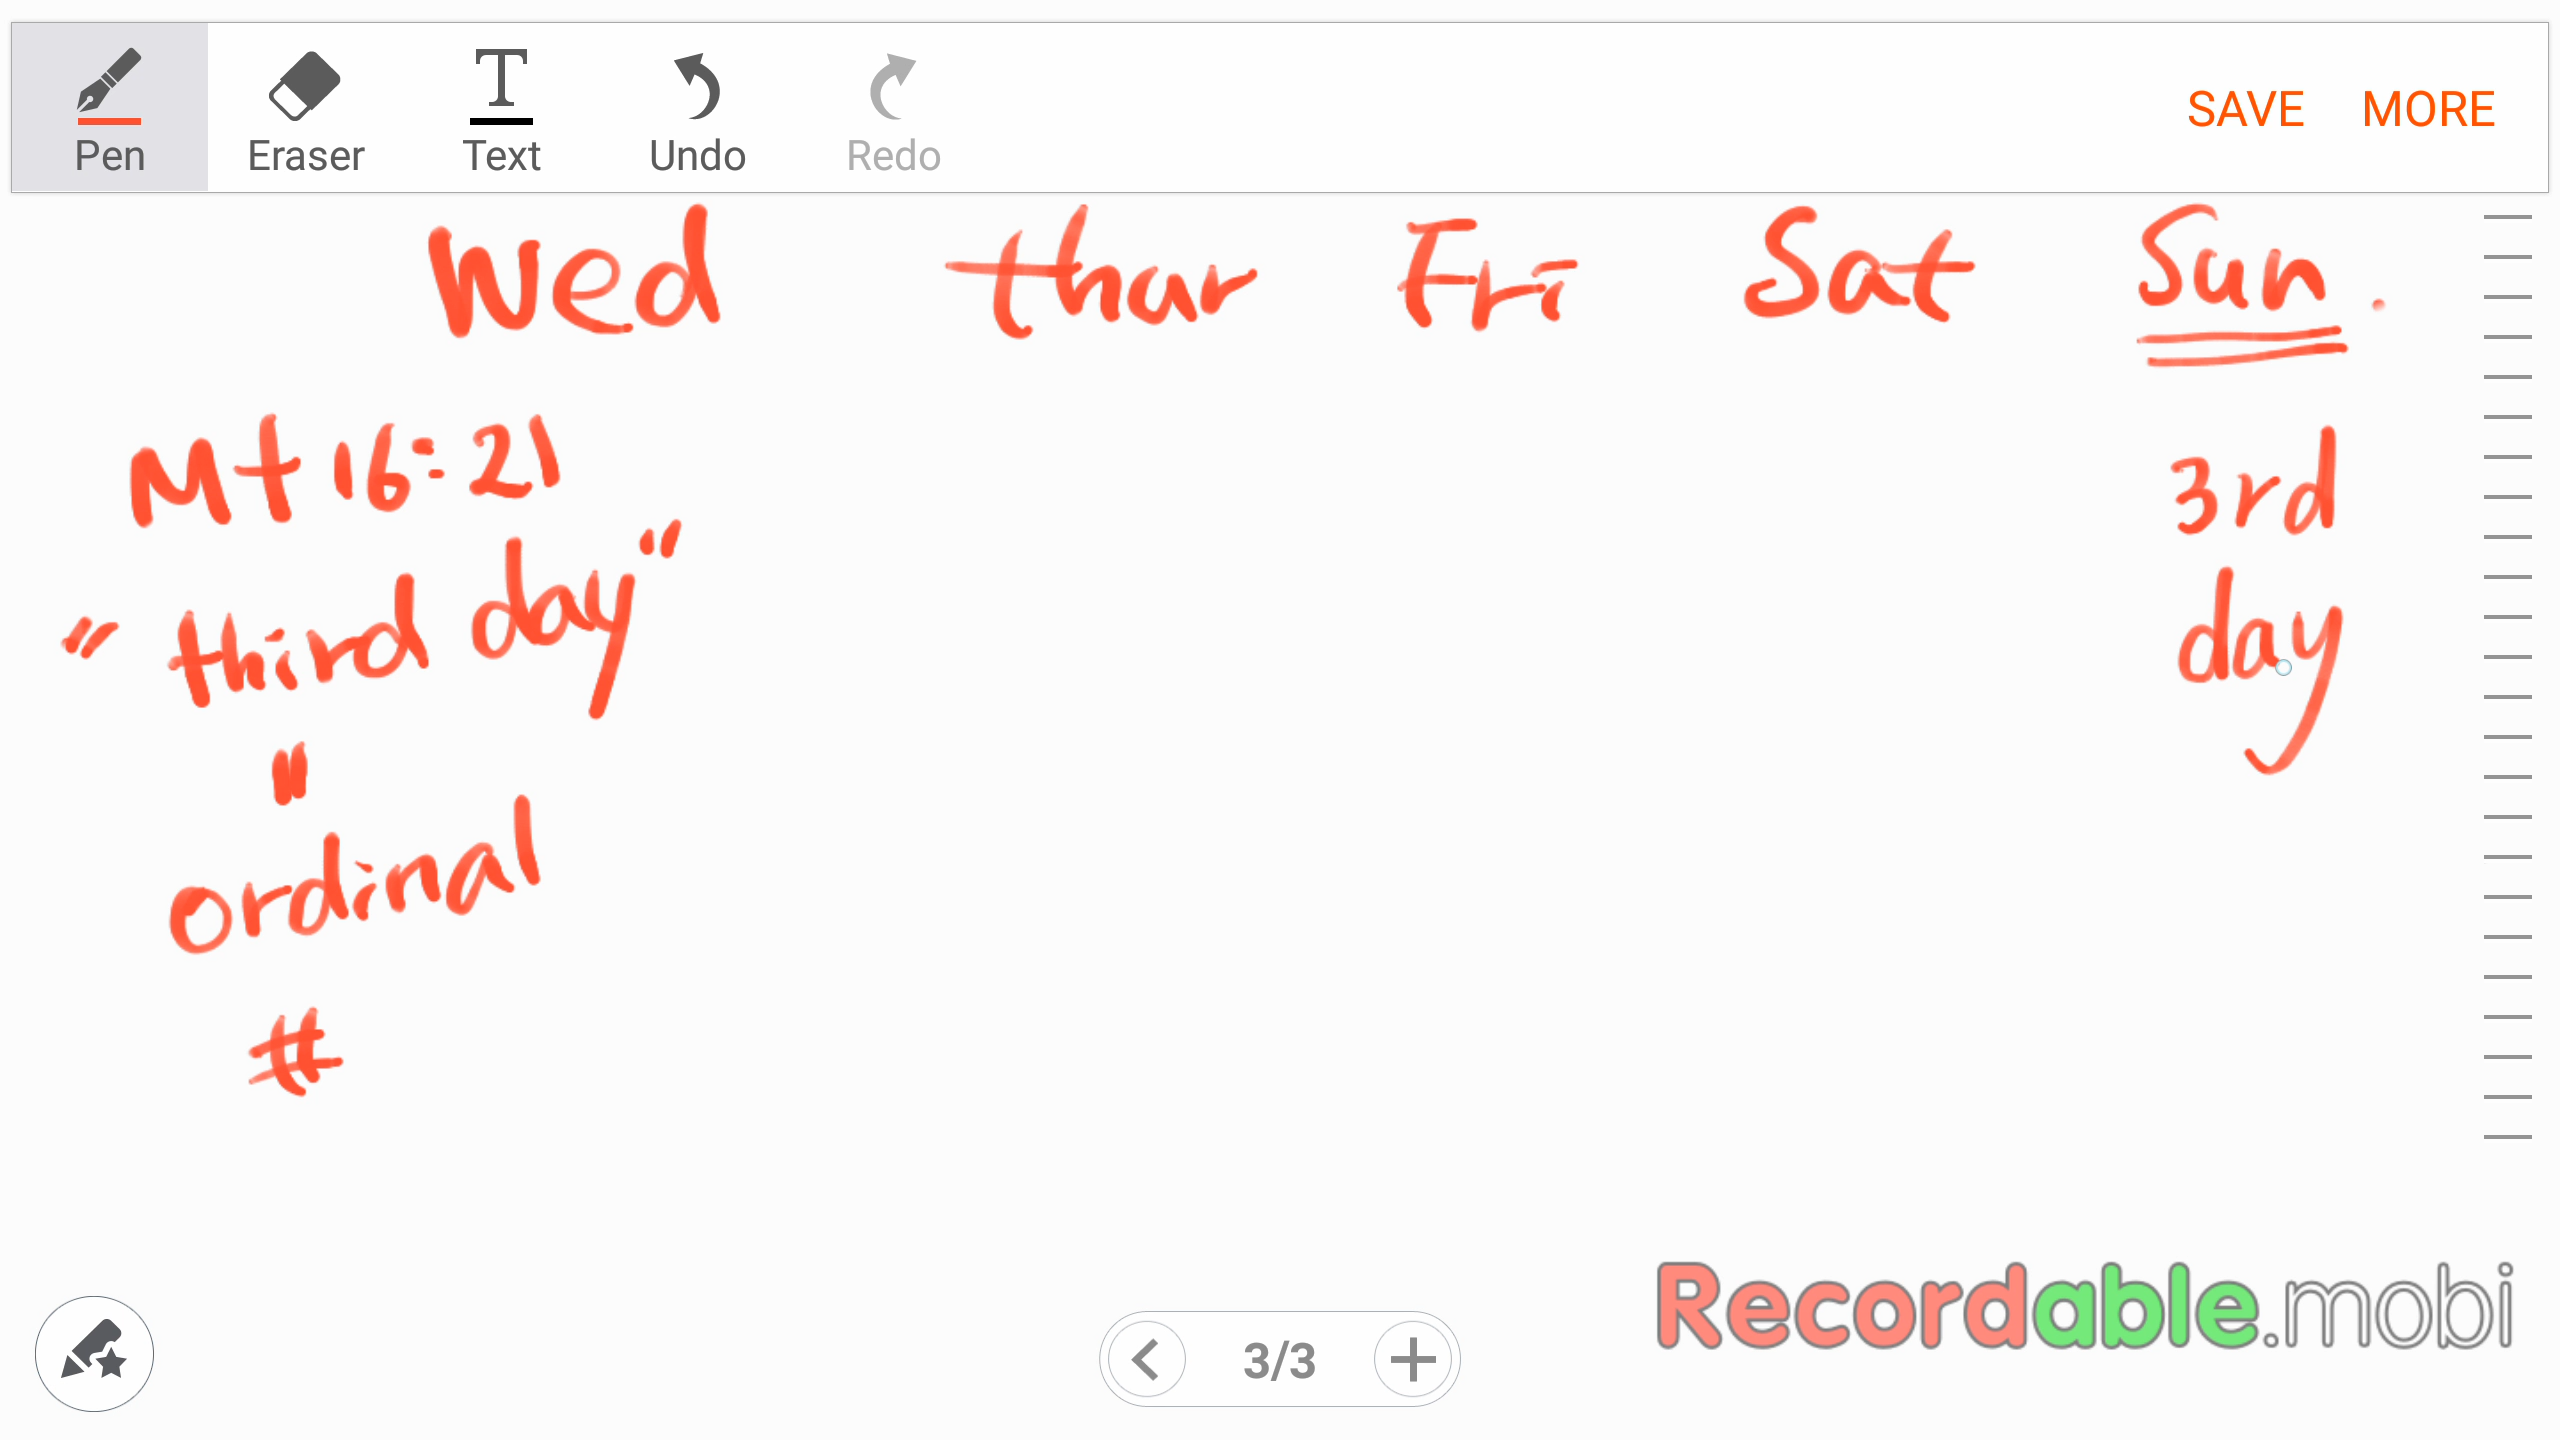 Pen Eraser Text Undo Redo SAVE MORE
Wed thur Fri Sat Sun.
Mt 16:21
"third day"
"
ordinal
#
3rd
day
3/3
Recordable.mobi